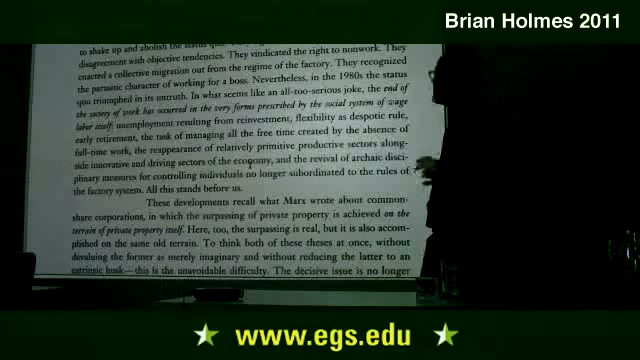 Brian Holmes 2011
to shake up and abolish the status quo.
disagreement with objective tendencies. They vindicated the right to nonwork. They
enacted a collective migration out from the regime of the factory. They recognized
the parasitic character of working for a boss. Nevertheless, in the 1980s the status
quo triumphed in its untruth. In what seems like an all-too-serious joke, the end of
the society of work has occurred in the very forms prescribed by the social system of wage
labor itself: unemployment resulting from reinvestment, flexibility as despotic rule,
early retirement, the task of managing all the free time created by the absence of
full-time work, the reappearance of relatively primitive productive sectors along-
side innovative and driving sectors of the economy, and the revival of archaic disci-
plinary measures for controlling individuals no longer subordinated to the rules of
the factory system. All this stands before us.
These developments recall what Marx wrote about common-
share corporations, in which the surpassing of private property is achieved on the
terrain of private property itself. Here, too, the surpassing is real, but it is also accom-
plished on the same old terrain. To think both of these theses at once, without
devaluing the former as merely imaginary and without reducing the latter to an
extrinsic husk—this is the unavoidable difficulty. The decisive issue is no longer
www.egs.edu